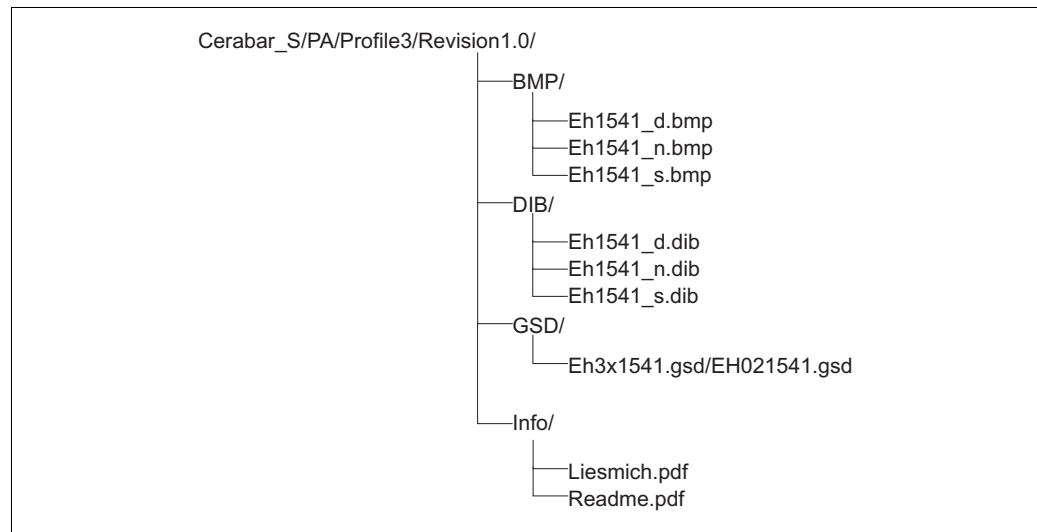 Cerabar_S/PA/Profile3/Revision1.0/
BMP/
Eh1541_d.bmp
Eh1541_n.bmp
Eh1541_s.bmp
DIB/
Eh1541_d.dib
Eh1541_n.dib
Eh1541_s.dib
GSD/
Eh3x1541.gsd/EH021541.gsd
Info/
Liesmich.pdf
Readme.pdf